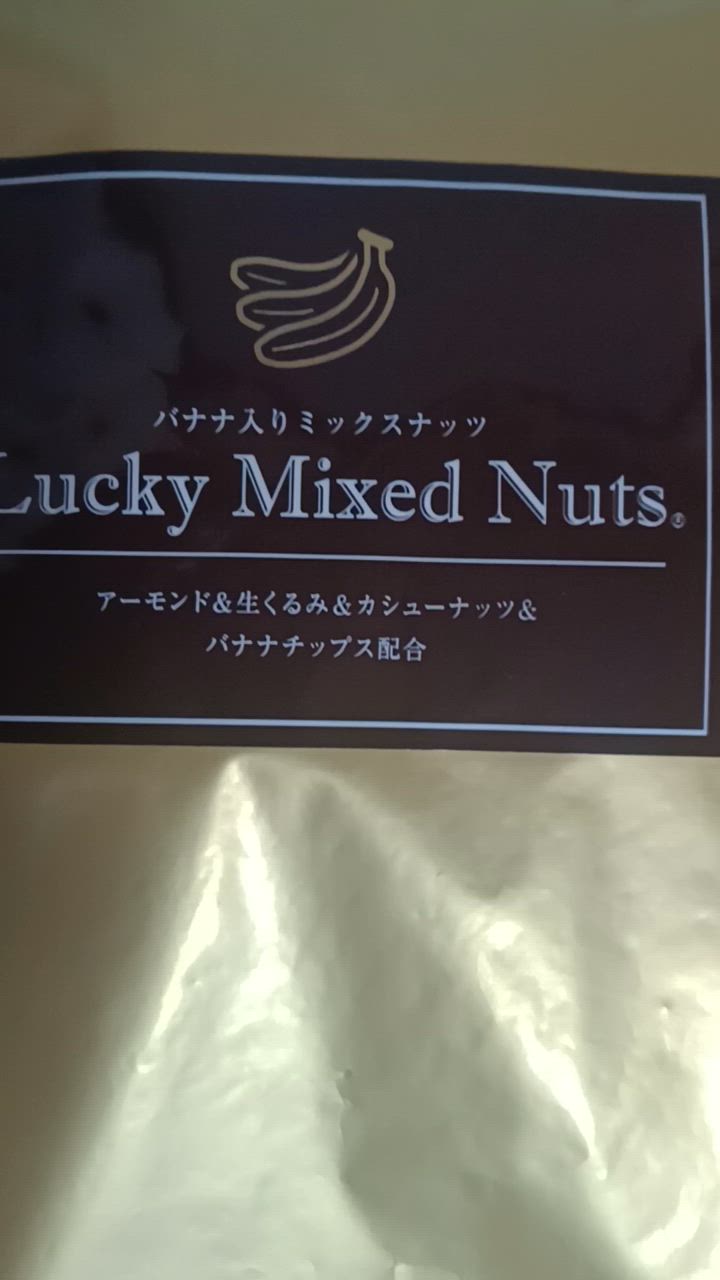 バナナ入りミックスナッツ
Lucky Mixed Nuts.®
アーモンド&生くるみ&カシューナッツ&
バナナチップス配合